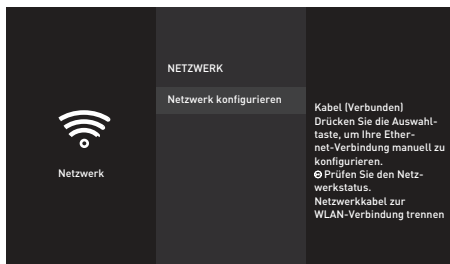 Netzwerk
NETZWERK
Netzwerk konfigurieren
Kabel (Verbunden)
Drücken Sie die Auswahl-
taste, um Ihre Ether-
net-Verbindung manuell zu
konfigurieren.
⊝ Prüfen Sie den Netz-
werkstatus.
Netzwerkkabel zur
WLAN-Verbindung trennen